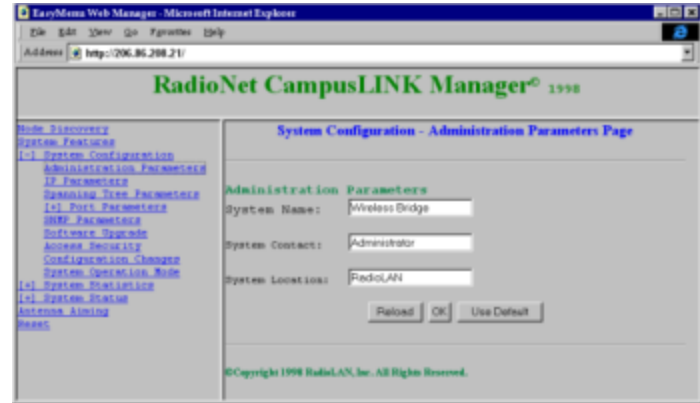 EasyMenu Web Manager - Microsoft Internet Explorer
File Edit View Go Favorites Help
Address http://206.86.208.21/
RadioNet CampusLINK Manager© 1998
Node Discovery
System Features
[-] System Configuration
Administration Parameters
IP Parameters
Spanning Tree Parameters
[+] Port Parameters
SNMP Parameters
Software Upgrade
Access Security
Configuration Changes
System Operation Mode
[+] System Statistics
[+] System Status
Antenna Aiming
Reset
System Configuration - Administration Parameters Page
Administration Parameters
System Name: Wireless Bridge
System Contact: Administrator
System Location: RadioLAN
Reload OK Use Default
©Copyright 1998 RadioLAN, Inc. All Rights Reserved.